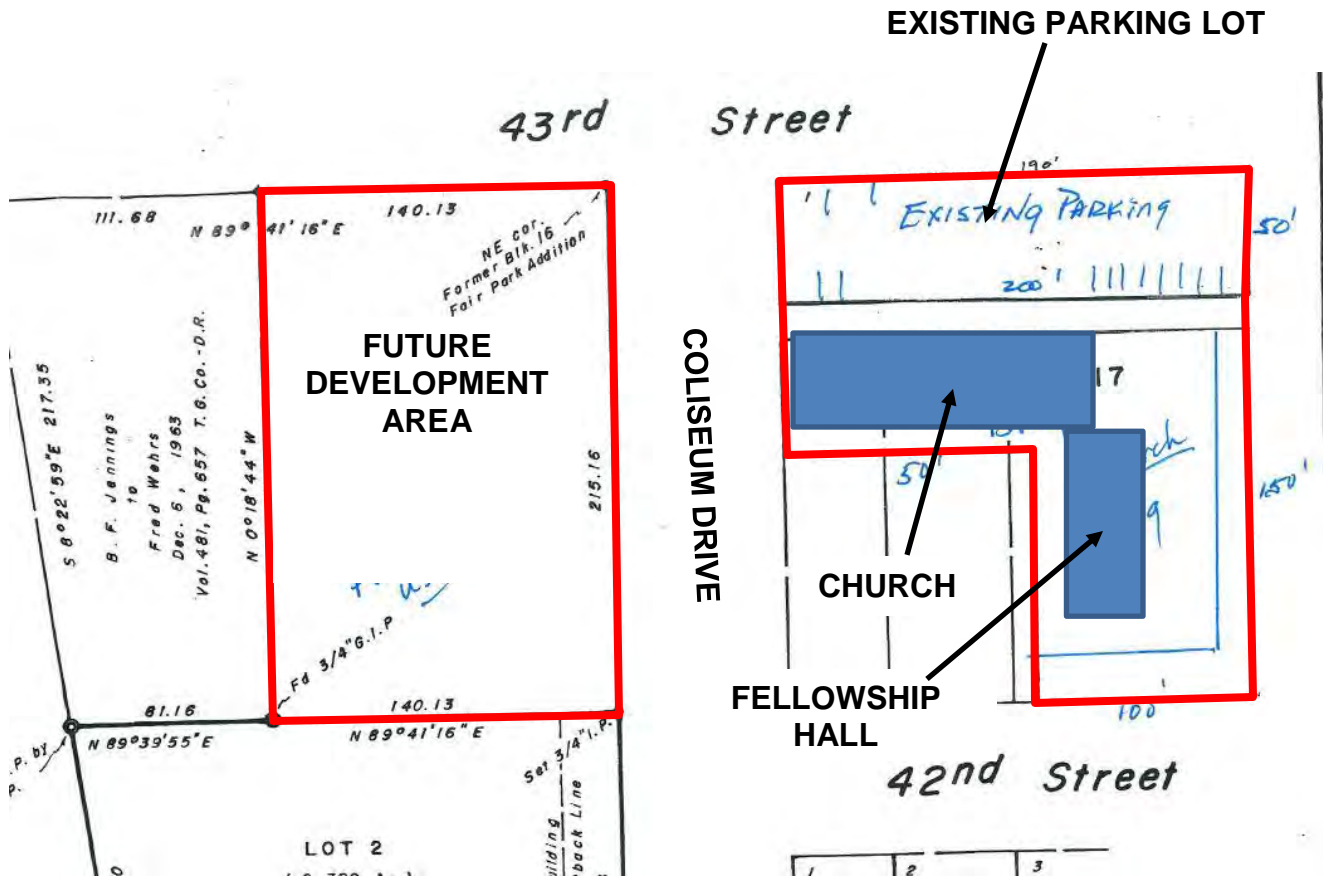 EXISTING PARKING LOT
43rd Street
190'
111.68
N 89° 41' 16" E
140.13
NE cor.
Former Blk. 16
Fair Park Addition
EXISTING PARKING
50'
200'
FUTURE
DEVELOPMENT
AREA
COLISEUM DRIVE
17
S 8° 22' 59" E 217.35
B. F. Jennings
to
Fred Wehrs
Dec. 6, 1963
Vol. 481, Pg. 657 T. G. Co. - D.R.
N 0° 18' 44" W
215.16
50'
150'
CHURCH
Fd 3/4" G.I.P
FELLOWSHIP
HALL
100
81.16
N 89° 39' 55" E
140.13
N 89° 41' 16" E
Set 3/4" I.P.
P. by
P.
42nd Street
LOT 2
uilding
back Line
1
2
3